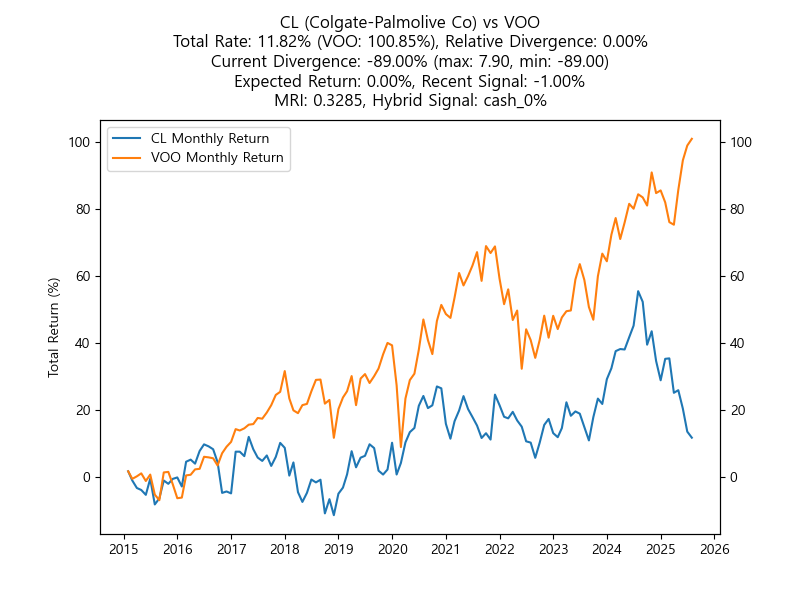 CL (Colgate-Palmolive Co) vs VOO
Total Rate: 11.82% (VOO: 100.85%), Relative Divergence: 0.00%
Current Divergence: -89.00% (max: 7.90, min: -89.00)
Expected Return: 0.00%, Recent Signal: -1.00%
MRI: 0.3285, Hybrid Signal: cash_0%
CL Monthly Return
VOO Monthly Return
Total Return (%)
100
80
60
40
20
0
100
80
60
40
20
0
2015 2016 2017 2018 2019 2020 2021 2022 2023 2024 2025 2026